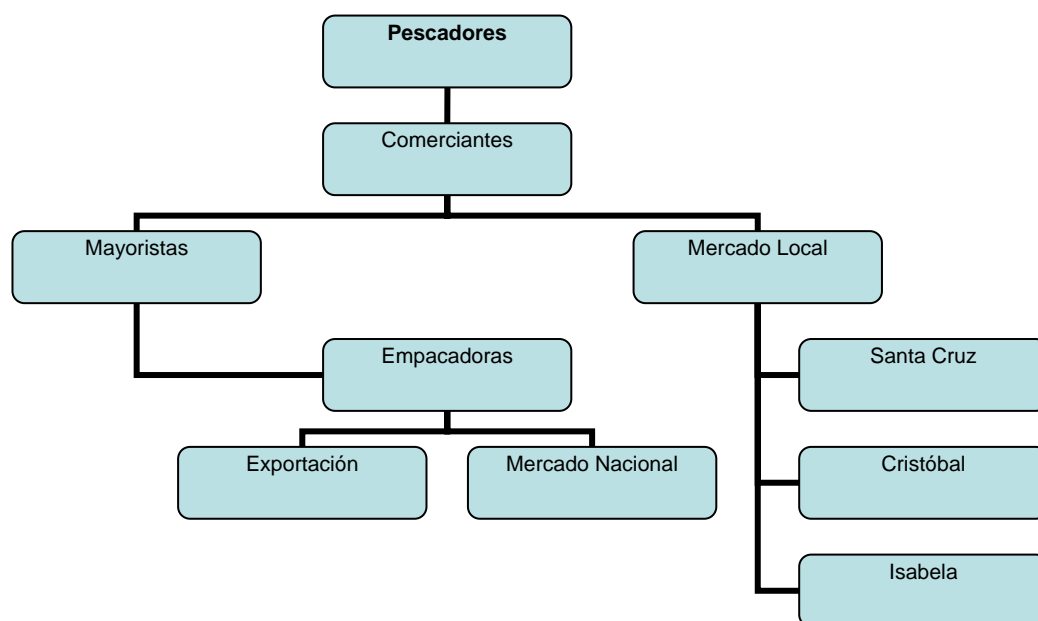 Pescadores
Comerciantes
Mayoristas
Mercado Local
Empacadoras
Santa Cruz
Exportación
Mercado Nacional
Cristóbal
Isabela